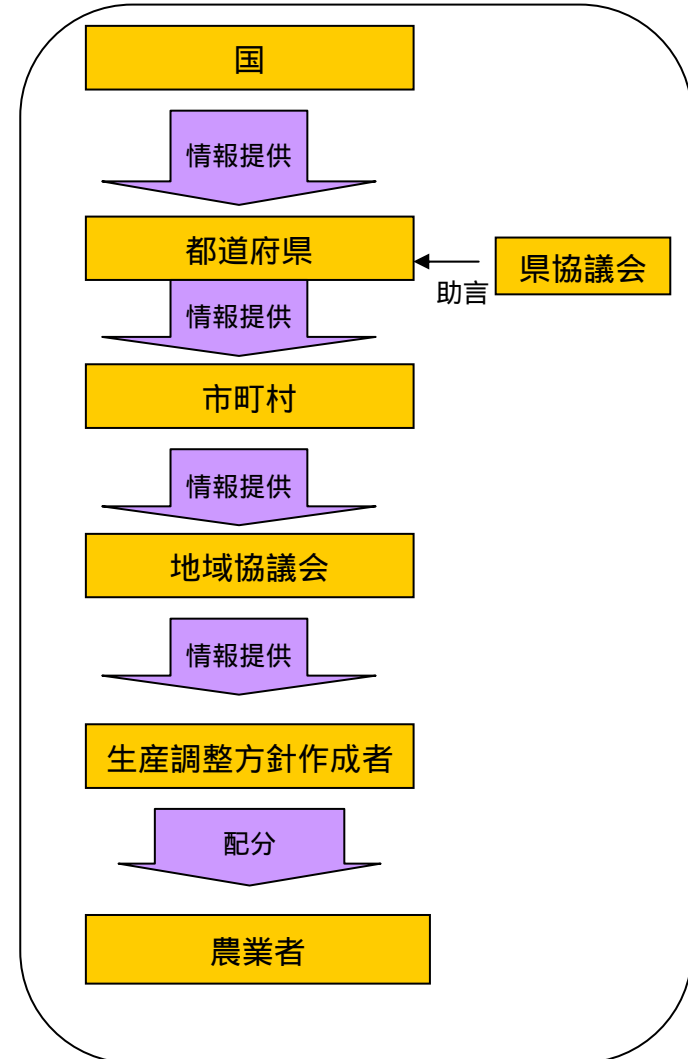 国
情報提供
都道府県
県協議会
助言
情報提供
市町村
情報提供
地域協議会
情報提供
生産調整方針作成者
配分
農業者